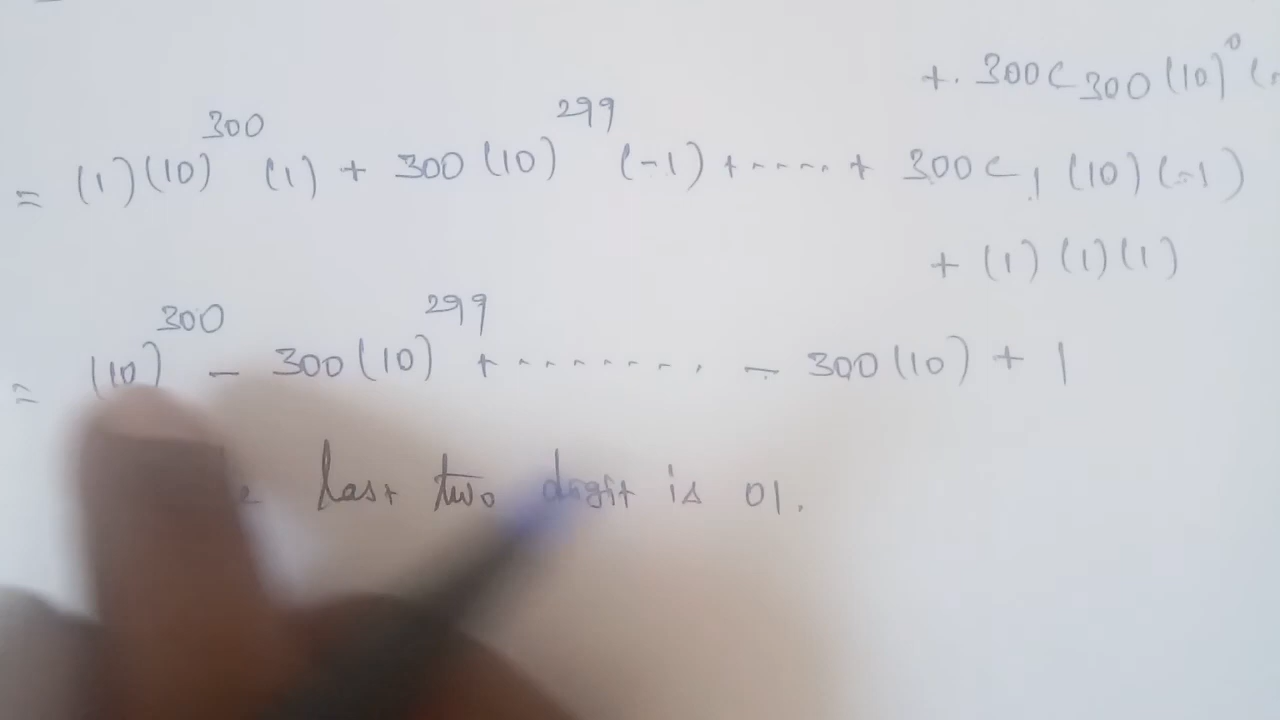 +. 300C₃₀₀ (10)⁰ (
= (1)(10)³⁰⁰ (1) + 300 (10)²⁹⁹ (-1) + ..... + 300C₁ (10)(-1)
+ (1) (1) (1)
= (10)³⁰⁰ - 300(10)²⁹⁹ + ........ - 300(10) + 1
last two digit is 01.